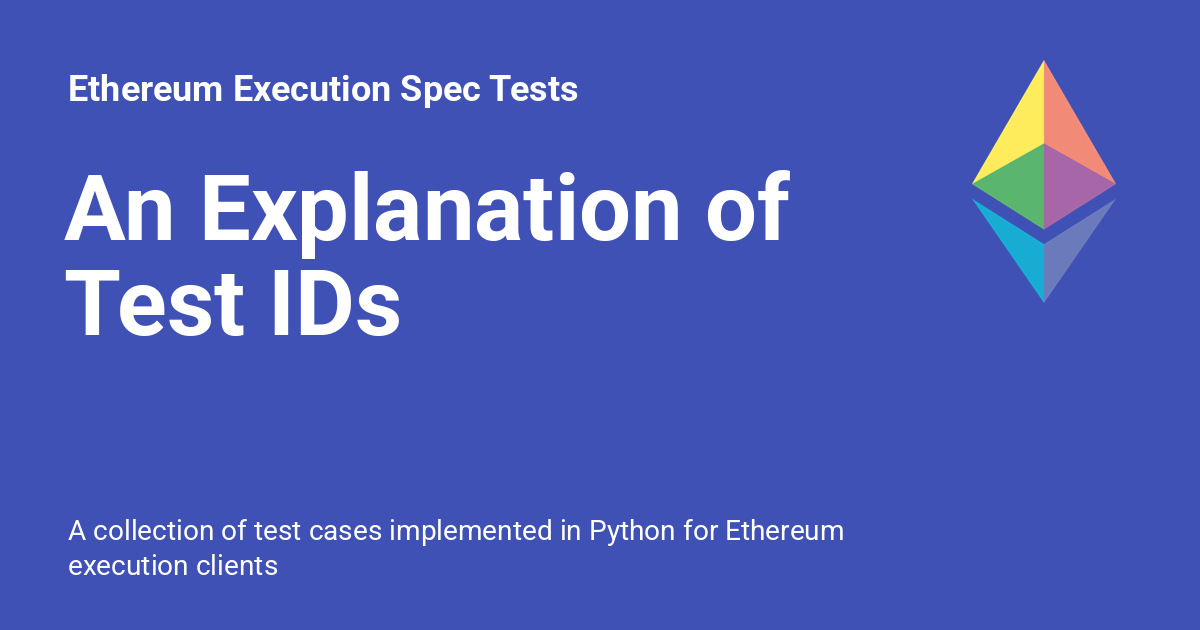 Ethereum Execution Spec Tests
An Explanation of
Test IDs
A collection of test cases implemented in Python for Ethereum
execution clients